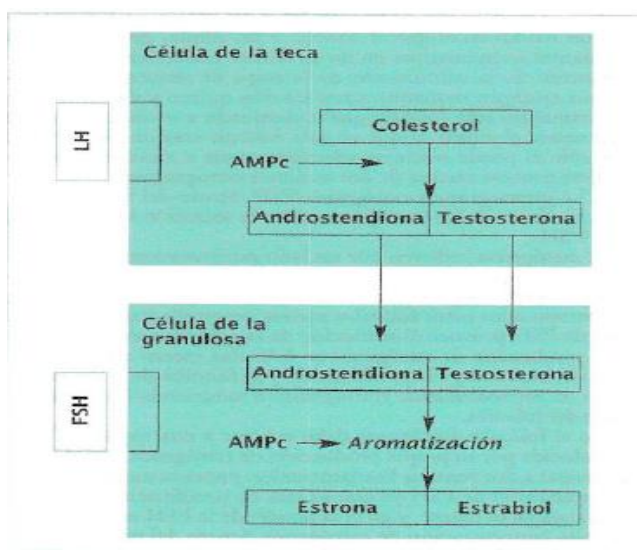 Célula de la teca
LH
Colesterol
AMPc
Androstendiona Testosterona
Célula de la
granulosa
FSH
Androstendiona Testosterona
AMPc Aromatización
Estrona Estrabiol